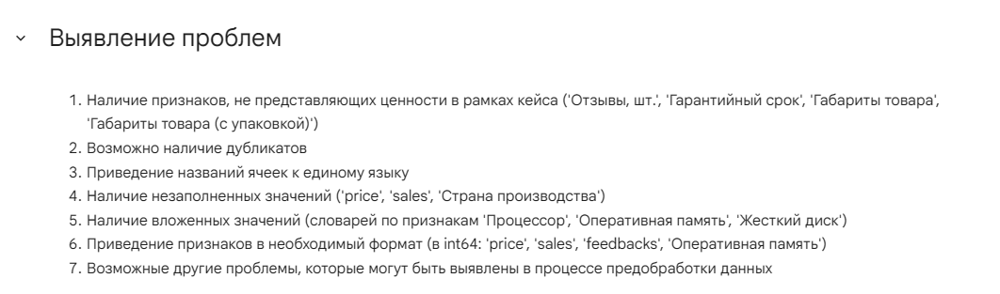 Выявление проблем
1. Наличие признаков, не представляющих ценности в рамках кейса ('Отзывы, шт.', 'Гарантийный срок', 'Габариты товара',
'Габариты товара (с упаковкой)')
2. Возможно наличие дубликатов
3. Приведение названий ячеек к единому языку
4. Наличие незаполненных значений ('price', 'sales', 'Страна производства')
5. Наличие вложенных значений (словарей по признакам 'Процессор', 'Оперативная память', 'Жесткий диск')
6. Приведение признаков в необходимый формат (в int64: 'price', 'sales', 'feedbacks', 'Оперативная память')
7. Возможные другие проблемы, которые могут быть выявлены в процессе предобработки данных